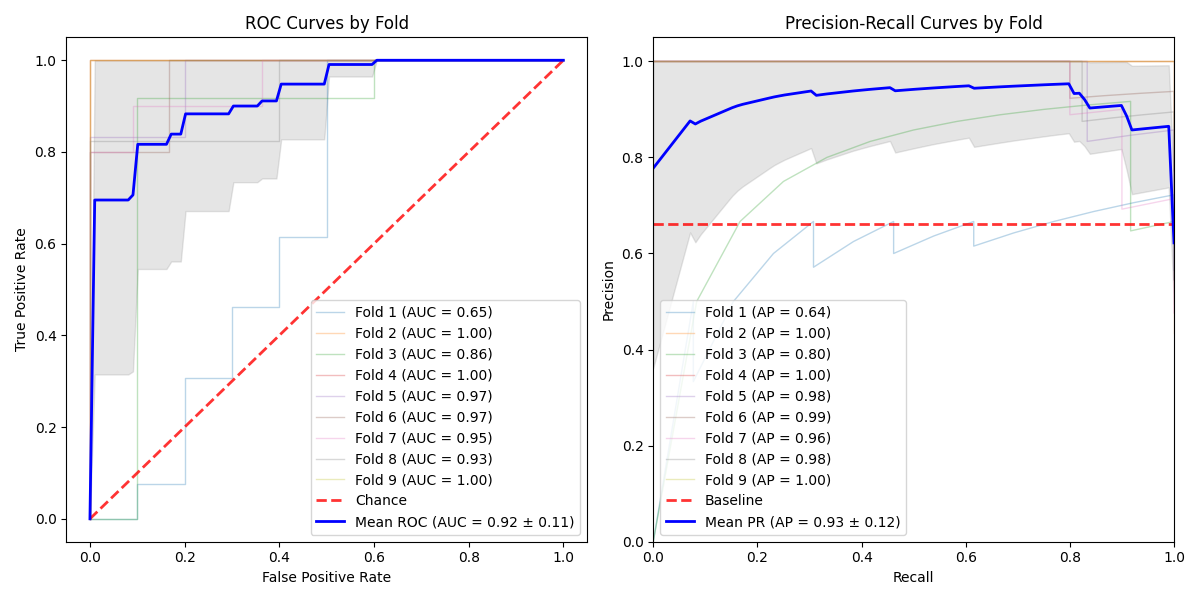 ROC Curves by Fold
True Positive Rate
1.0
0.8
0.6
0.4
0.2
0.0
Fold 1 (AUC = 0.65)
Fold 2 (AUC = 1.00)
Fold 3 (AUC = 0.86)
Fold 4 (AUC = 1.00)
Fold 5 (AUC = 0.97)
Fold 6 (AUC = 0.97)
Fold 7 (AUC = 0.95)
Fold 8 (AUC = 0.93)
Fold 9 (AUC = 1.00)
Chance
Mean ROC (AUC = 0.92 ± 0.11)
0.0 0.2 0.4 0.6 0.8 1.0
False Positive Rate
Precision-Recall Curves by Fold
Precision
1.0
0.8
0.6
0.4
0.2
0.0
Fold 1 (AP = 0.64)
Fold 2 (AP = 1.00)
Fold 3 (AP = 0.80)
Fold 4 (AP = 1.00)
Fold 5 (AP = 0.98)
Fold 6 (AP = 0.99)
Fold 7 (AP = 0.96)
Fold 8 (AP = 0.98)
Fold 9 (AP = 1.00)
Baseline
Mean PR (AP = 0.93 ± 0.12)
0.0 0.2 0.4 0.6 0.8 1.0
Recall